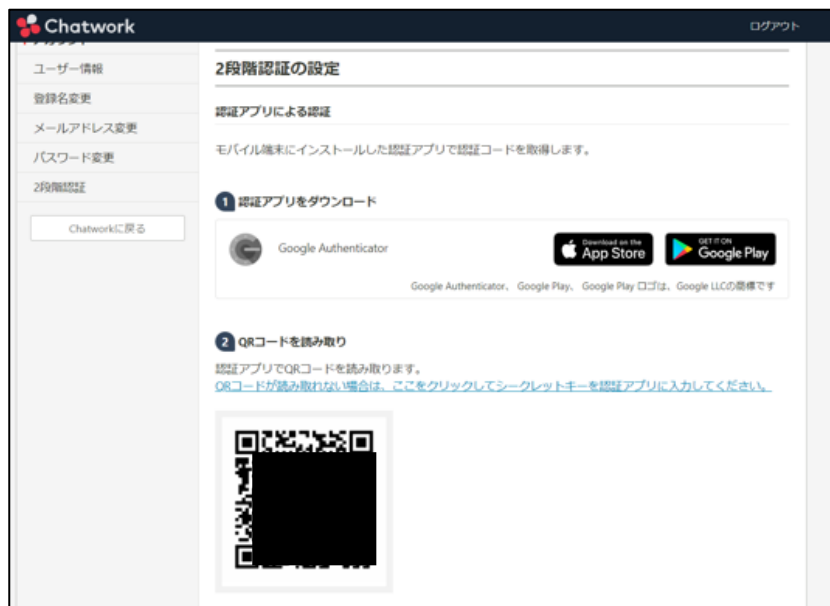 Chatwork
ログアウト
ユーザー情報
登録名変更
メールアドレス変更
パスワード変更
2段階認証
Chatworkに戻る
2段階認証の設定
認証アプリによる認証
モバイル端末にインストールした認証アプリで認証コードを取得します。
1 認証アプリをダウンロード
Google Authenticator
Download on the
App Store
GET IT ON
Google Play
Google Authenticator、 Google Play、 Google Play ロゴは、Google LLCの商標です
2 QRコードを読み取り
認証アプリでQRコードを読み取ります。
QRコードが読み取れない場合は、ここをクリックしてシークレットキーを認証アプリに入力してください。